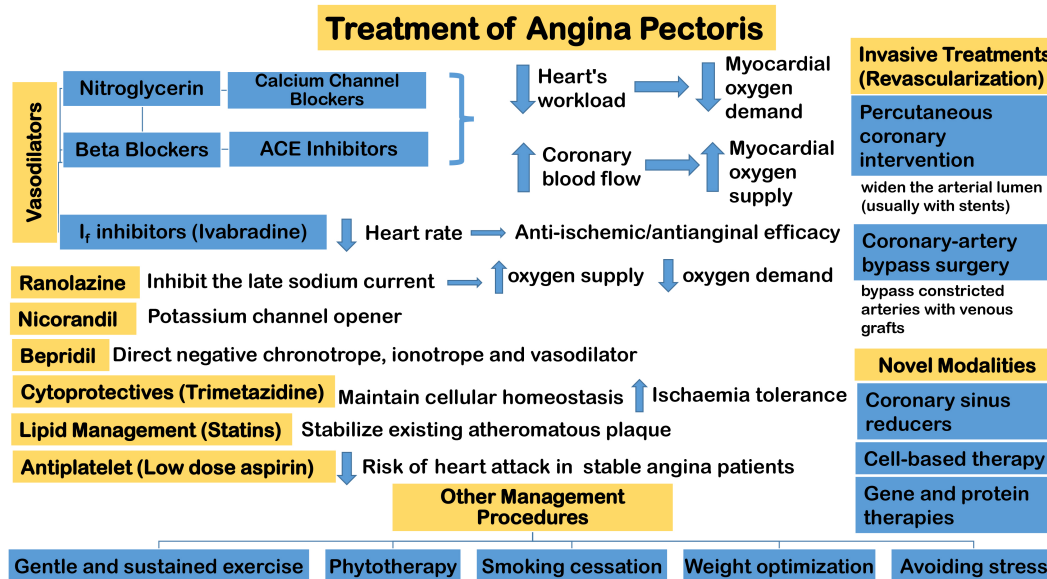 Treatment of Angina Pectoris
Vasodilators
Nitroglycerin
Calcium Channel
Blockers
Beta Blockers
ACE Inhibitors
Heart's
workload
Myocardial
oxygen
demand
Coronary
blood flow
Myocardial
oxygen
supply
If inhibitors (Ivabradine)
Heart rate
Anti-ischemic/antianginal efficacy
Ranolazine
Inhibit the late sodium current
oxygen supply
oxygen demand
Nicorandil
Potassium channel opener
Bepridil
Direct negative chronotrope, ionotrope and vasodilator
Cytoprotectives (Trimetazidine)
Maintain cellular homeostasis
Ischaemia tolerance
Lipid Management (Statins)
Stabilize existing atheromatous plaque
Antiplatelet (Low dose aspirin)
Risk of heart attack in stable angina patients
Invasive Treatments
(Revascularization)
Percutaneous
coronary
intervention
widen the arterial lumen
(usually with stents)
Coronary-artery
bypass surgery
bypass constricted
arteries with venous
grafts
Novel Modalities
Coronary sinus
reducers
Cell-based therapy
Gene and protein
therapies
Other Management
Procedures
Gentle and sustained exercise
Phytotherapy
Smoking cessation
Weight optimization
Avoiding stress